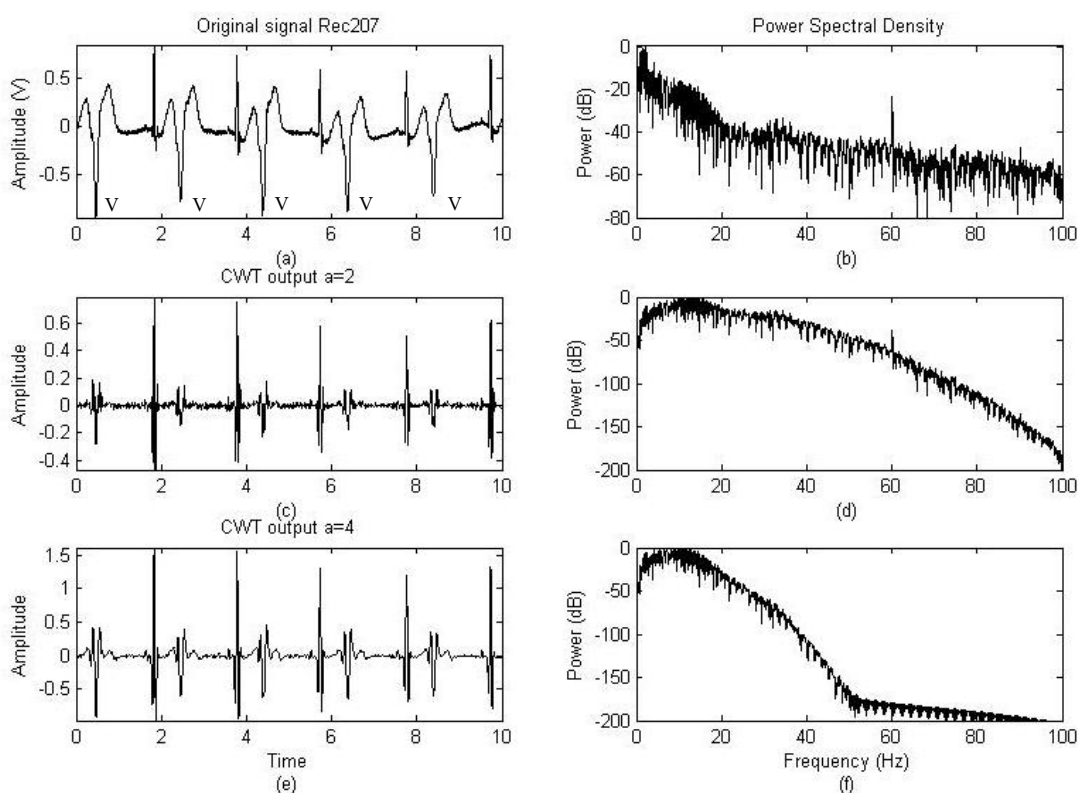 Original signal Rec207
Amplitude (V)
0.5
0
-0.5
V V V V V
0 2 4 6 8 10
(a)
Power Spectral Density
Power (dB)
0
-20
-40
-60
-80
0 20 40 60 80 100
(b)
CWT output a=2
Amplitude
0.6
0.4
0.2
0
-0.2
-0.4
0 2 4 6 8 10
(c)
Power (dB)
0
-50
-100
-150
-200
0 20 40 60 80 100
(d)
CWT output a=4
Amplitude
1.5
1
0.5
0
-0.5
0 2 4 6 8 10
Time
(e)
Power (dB)
0
-50
-100
-150
-200
0 20 40 60 80 100
Frequency (Hz)
(f)